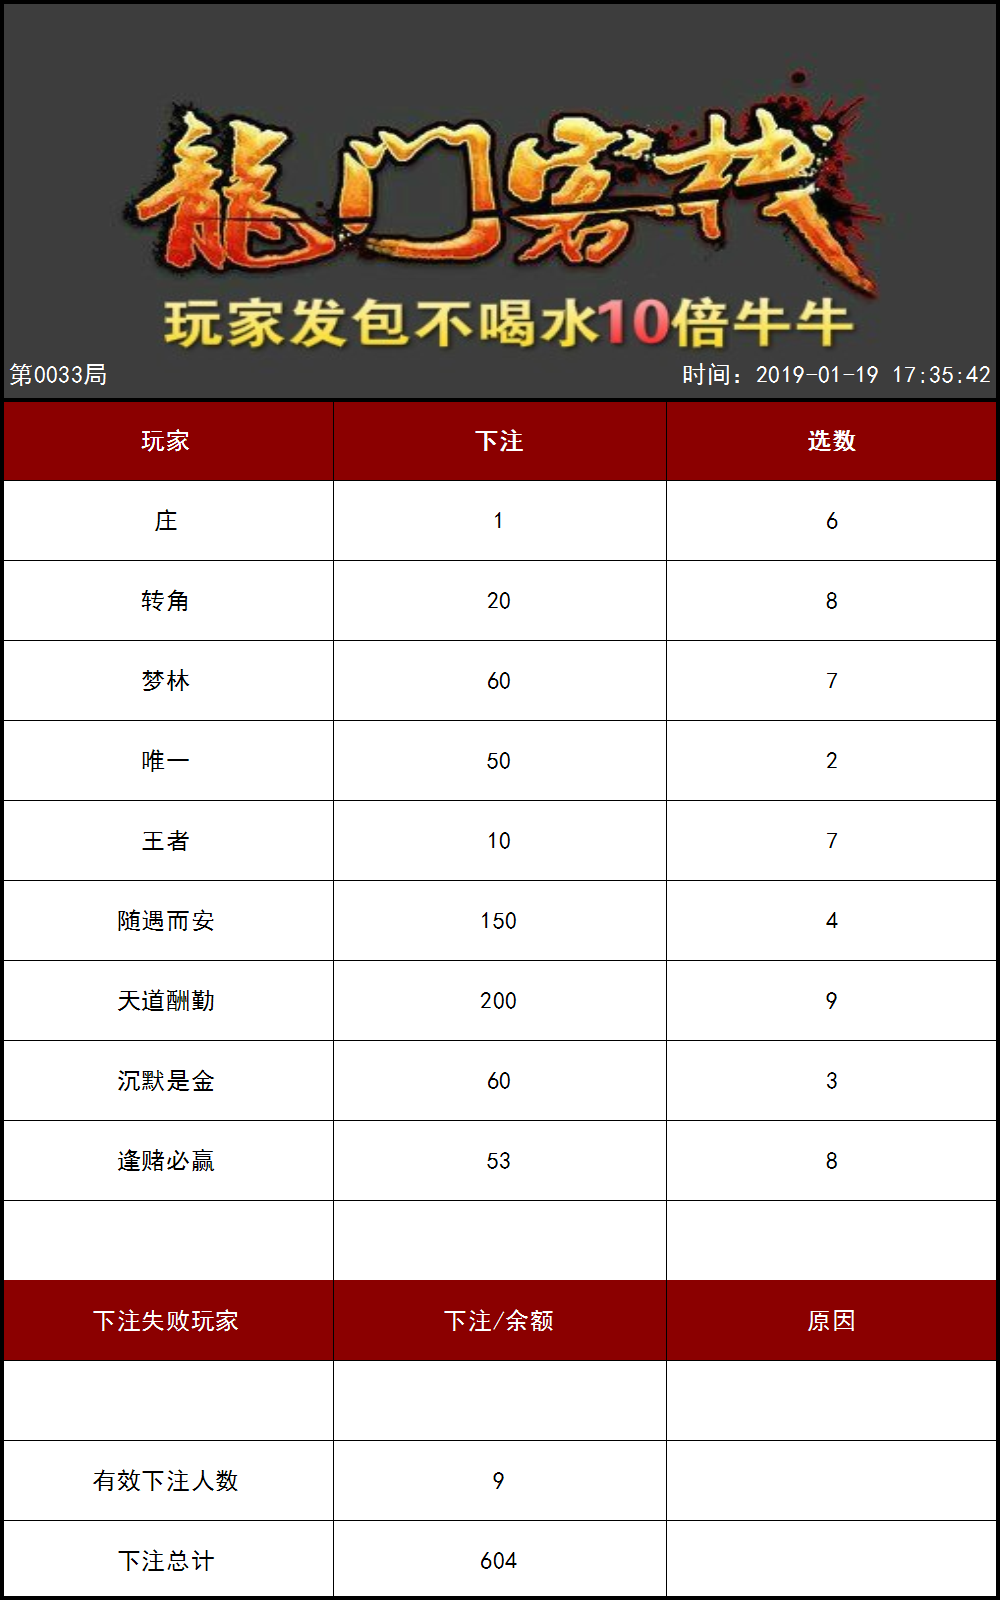 龍门客栈
玩家发包不喝水10倍牛牛
第0033局 时间：2019-01-19 17:35:42
玩家 下注 选数
庄 1 6
转角 20 8
梦林 60 7
唯一 50 2
王者 10 7
随遇而安 150 4
天道酬勤 200 9
沉默是金 60 3
逢赌必赢 53 8
下注失败玩家 下注/余额 原因
有效下注人数 9
下注总计 604